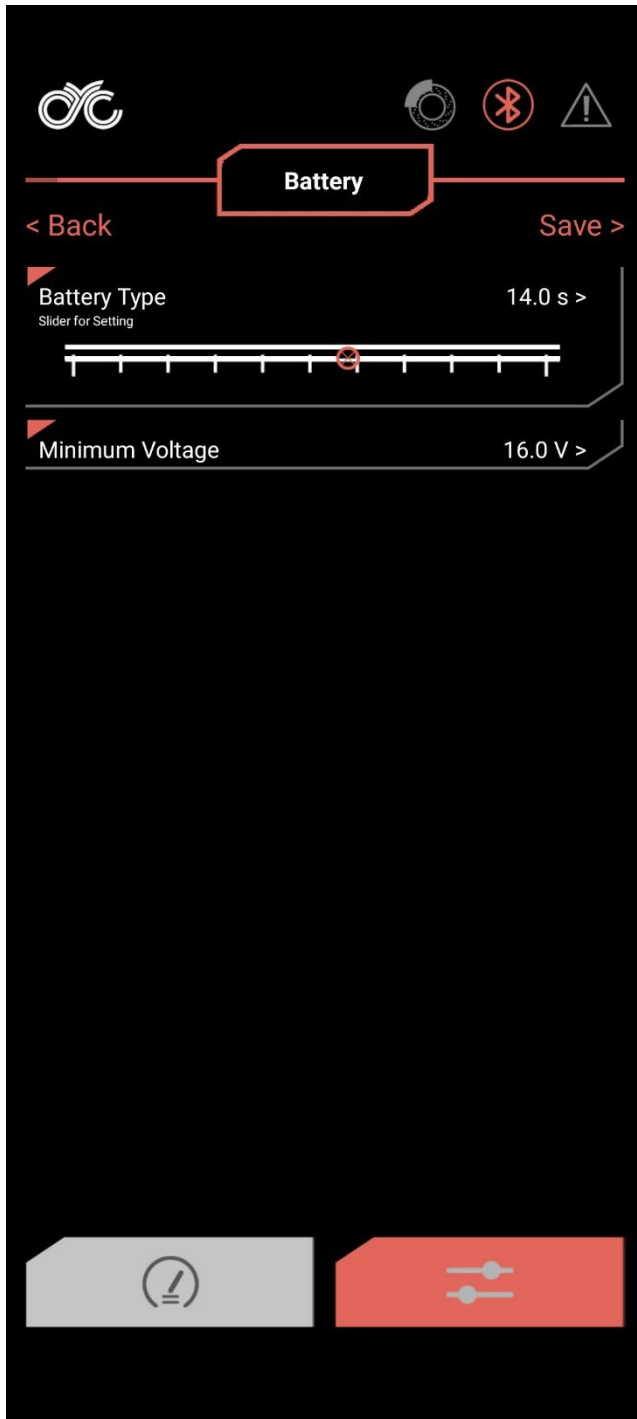 Battery
< Back
Save >
Battery Type
14.0 s >
Slider for Setting
Minimum Voltage
16.0 V >